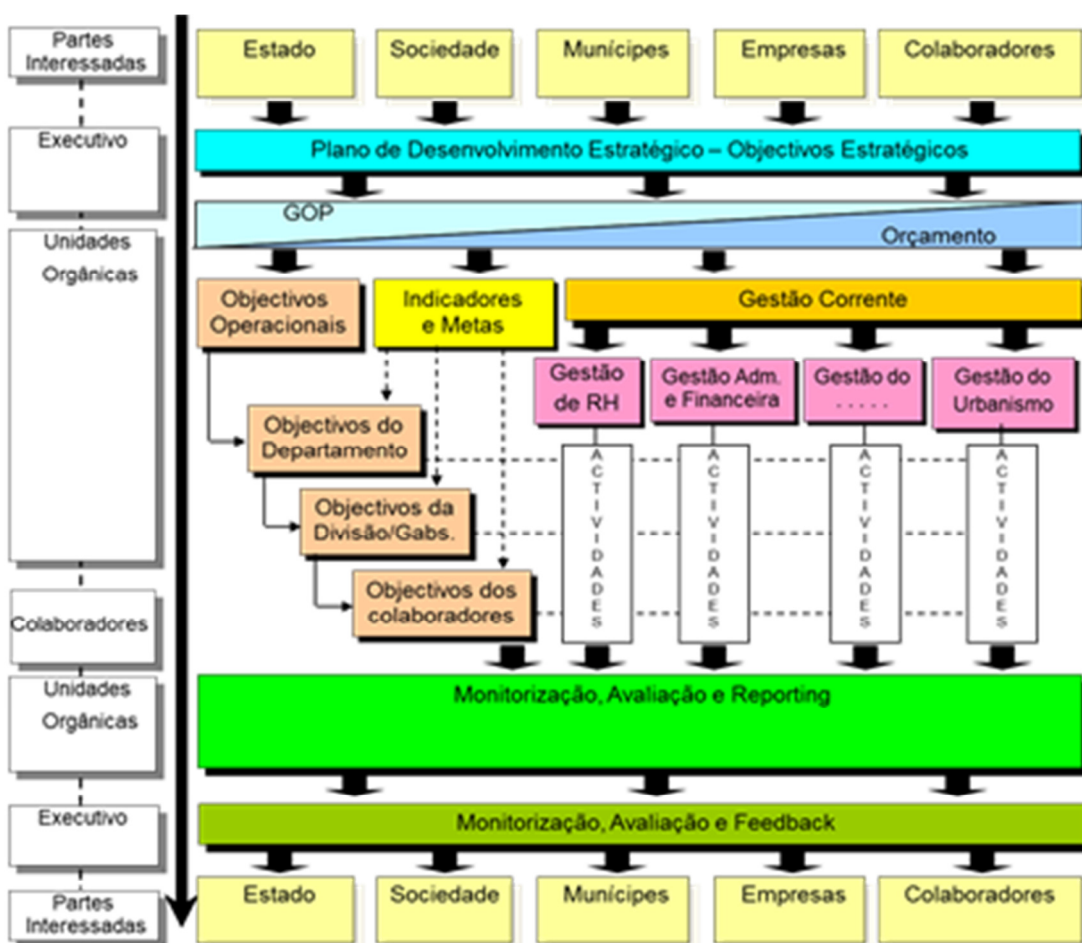 Partes
Interessadas
Estado
Sociedade
Munícipes
Empresas
Colaboradores
Executivo
Plano de Desenvolvimento Estratégico – Objectivos Estratégicos
GOP
Orçamento
Unidades
Orgânicas
Objectivos
Operacionais
Indicadores
e Metas
Gestão Corrente
Gestão
de RH
Gestão Adm.
e Financeira
Gestão do
. . . . .
Gestão do
Urbanismo
Objectivos do
Departamento
Objectivos da
Divisão/Gabs.
Objectivos dos
colaboradores
ACTIVIDADES
ACTIVIDADES
ACTIVIDADES
ACTIVIDADES
Colaboradores
Unidades
Orgânicas
Monitorização, Avaliação e Reporting
Executivo
Monitorização, Avaliação e Feedback
Partes
Interessadas
Estado
Sociedade
Munícipes
Empresas
Colaboradores